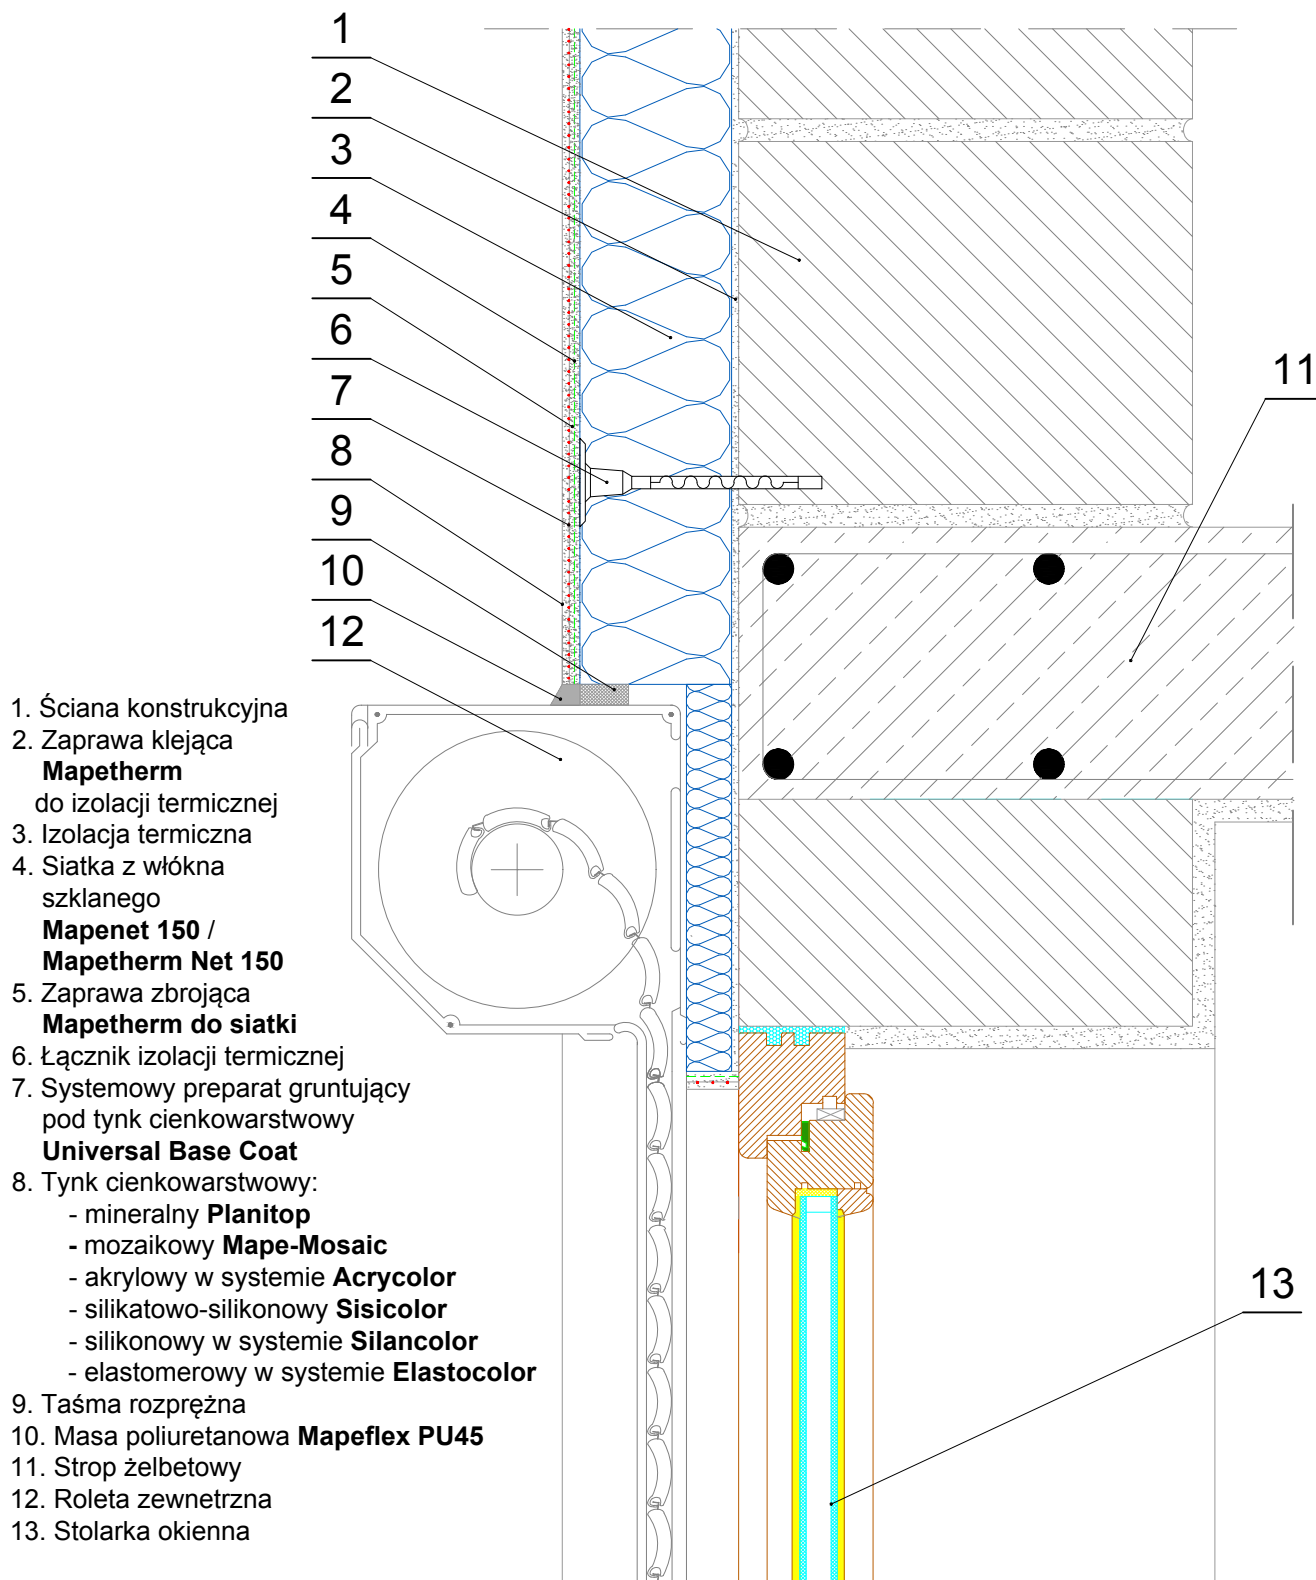 1
2
3
4
5
6
7
8
9
10
12
11
13
1. Ściana konstrukcyjna
2. Zaprawa klejąca
Mapetherm
do izolacji termicznej
3. Izolacja termiczna
4. Siatka z włókna
szklanego
Mapenet 150 /
Mapetherm Net 150
5. Zaprawa zbrojąca
Mapetherm do siatki
6. Łącznik izolacji termicznej
7. Systemowy preparat gruntujący
pod tynk cienkowarstwowy
Universal Base Coat
8. Tynk cienkowarstwowy:
- mineralny Planitop
- mozaikowy Mape-Mosaic
- akrylowy w systemie Acrycolor
- silikatowo-silikonowy Sisicolor
- silikonowy w systemie Silancolor
- elastomerowy w systemie Elastocolor
9. Taśma rozprężna
10. Masa poliuretanowa Mapeflex PU45
11. Strop żelbetowy
12. Roleta zewnetrzna
13. Stolarka okienna